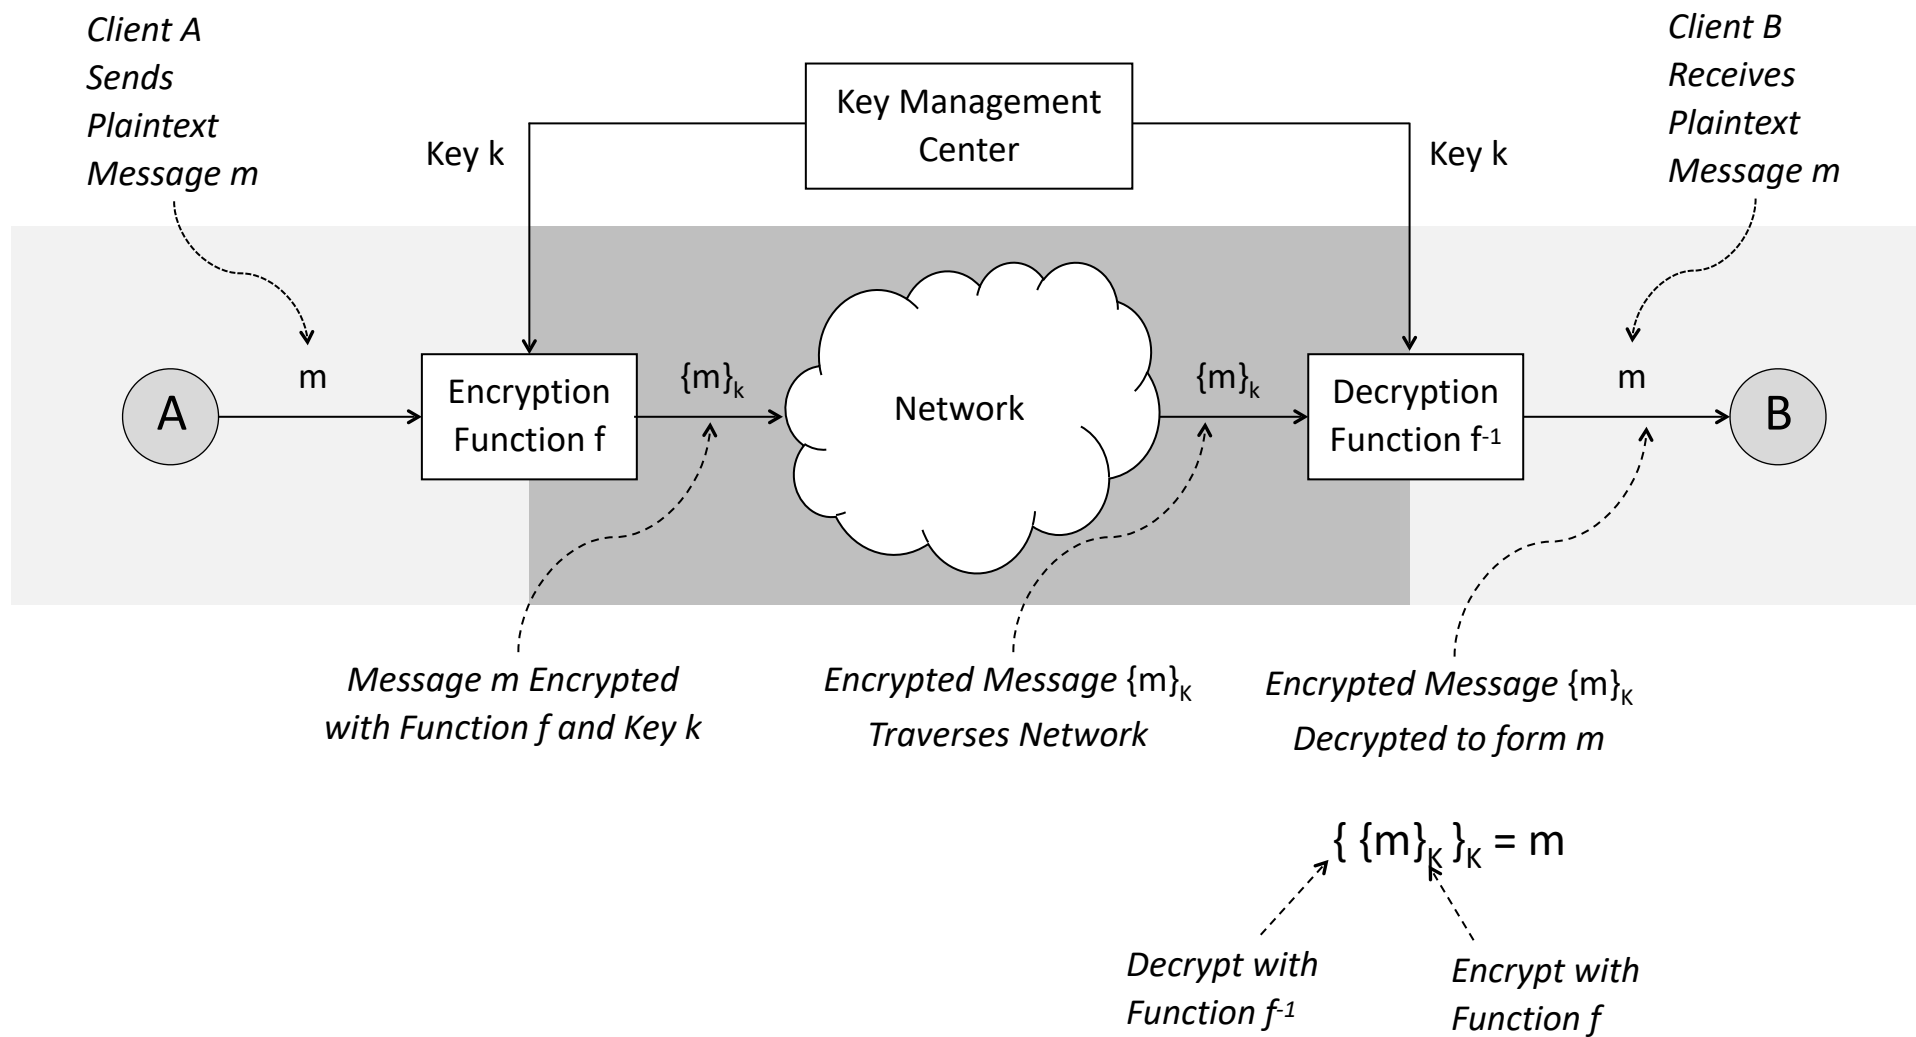 Client A
Sends
Plaintext
Message m
Client B
Receives
Plaintext
Message m
Key Management
Center
Key k
Key k
m
{m}k
{m}k
m
A
Encryption
Function f
Network
Decryption
Function f-1
B
Message m Encrypted
with Function f and Key k
Encrypted Message {m}K
Traverses Network
Encrypted Message {m}K
Decrypted to form m
{ {m}K }K = m
Decrypt with
Function f-1
Encrypt with
Function f